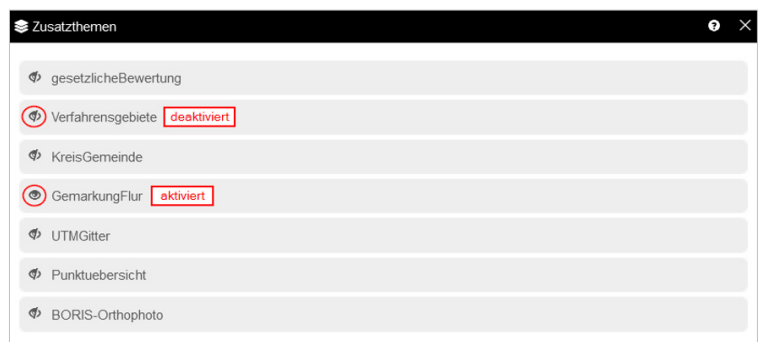 Zusatzthemen
gesetzlicheBewertung
Verfahrensgebiete deaktiviert
KreisGemeinde
GemarkungFlur aktiviert
UTMGitter
Punktuebersicht
BORIS-Orthophoto